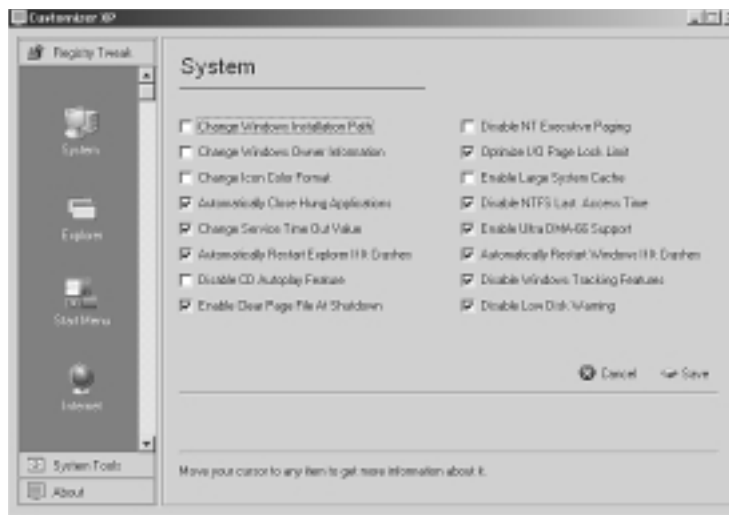 Customizer XP
Registry Tweak
System
Explorer
Start Menu
Internet
System Tools
About
System
Change Windows Installation Path
Change Windows Owner Information
Change Icon Color Format
Automatically Close Hung Applications
Change Service Time Out Value
Automatically Restart Explorer If It Crashes
Disable CD Autoplay Feature
Enable Clear Page File At Shutdown
Disable NT Executive Paging
Optimize I/O Page Lock Limit
Enable Large System Cache
Disable NTFS Last Access Time
Enable Ultra DMA-66 Support
Automatically Restart Windows If It Crashes
Disable Windows Tracking Features
Disable Low Disk Warning
Cancel
Save
Move your cursor to any item to get more information about it.